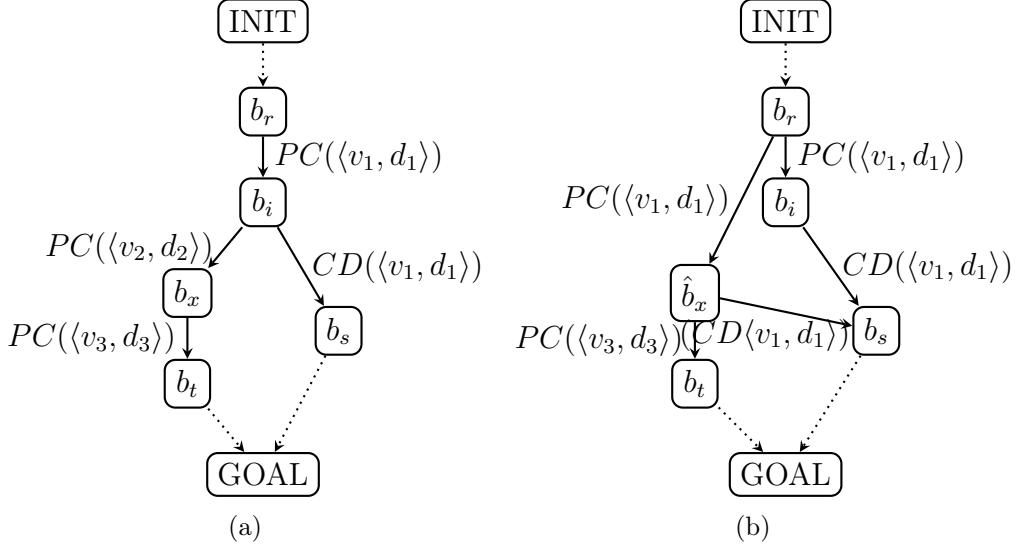 INIT
b_r
PC(⟨v_1, d_1⟩)
b_i
PC(⟨v_2, d_2⟩)
CD(⟨v_1, d_1⟩)
b_x
b_s
PC(⟨v_3, d_3⟩)
b_t
GOAL
(a)
INIT
b_r
PC(⟨v_1, d_1⟩)
PC(⟨v_1, d_1⟩)
b_i
CD(⟨v_1, d_1⟩)
b̂_x
b_s
PC(⟨v_3, d_3⟩)
(CD⟨v_1, d_1⟩)
b_t
GOAL
(b)